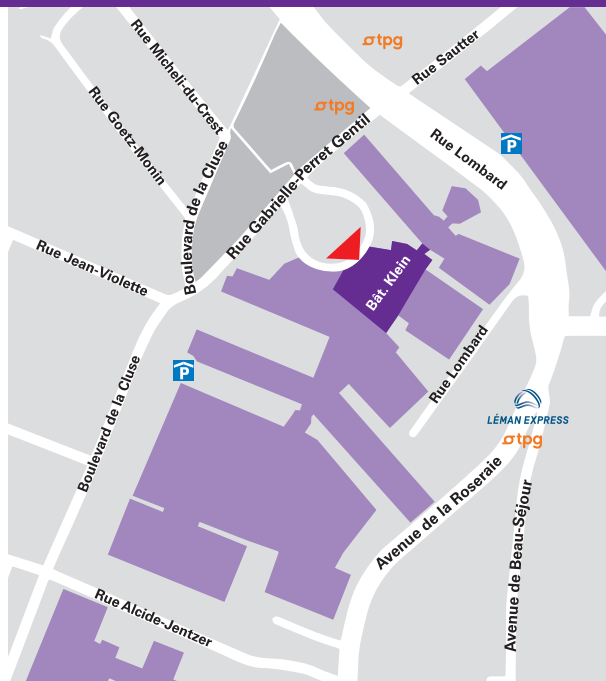 Rue Micheli-du-Crest
tpg
Rue Sautter
Rue Goetz-Monin
tpg
P
Rue Lombard
Boulevard de la Cluse
Rue Gabrielle-Perret Gentil
Rue Jean-Violette
Bât. Klein
P
Rue Lombard
Boulevard de la Cluse
LÉMAN EXPRESS
tpg
Avenue de la Roseraie
Avenue de Beau-Séjour
Rue Alcide-Jentzer